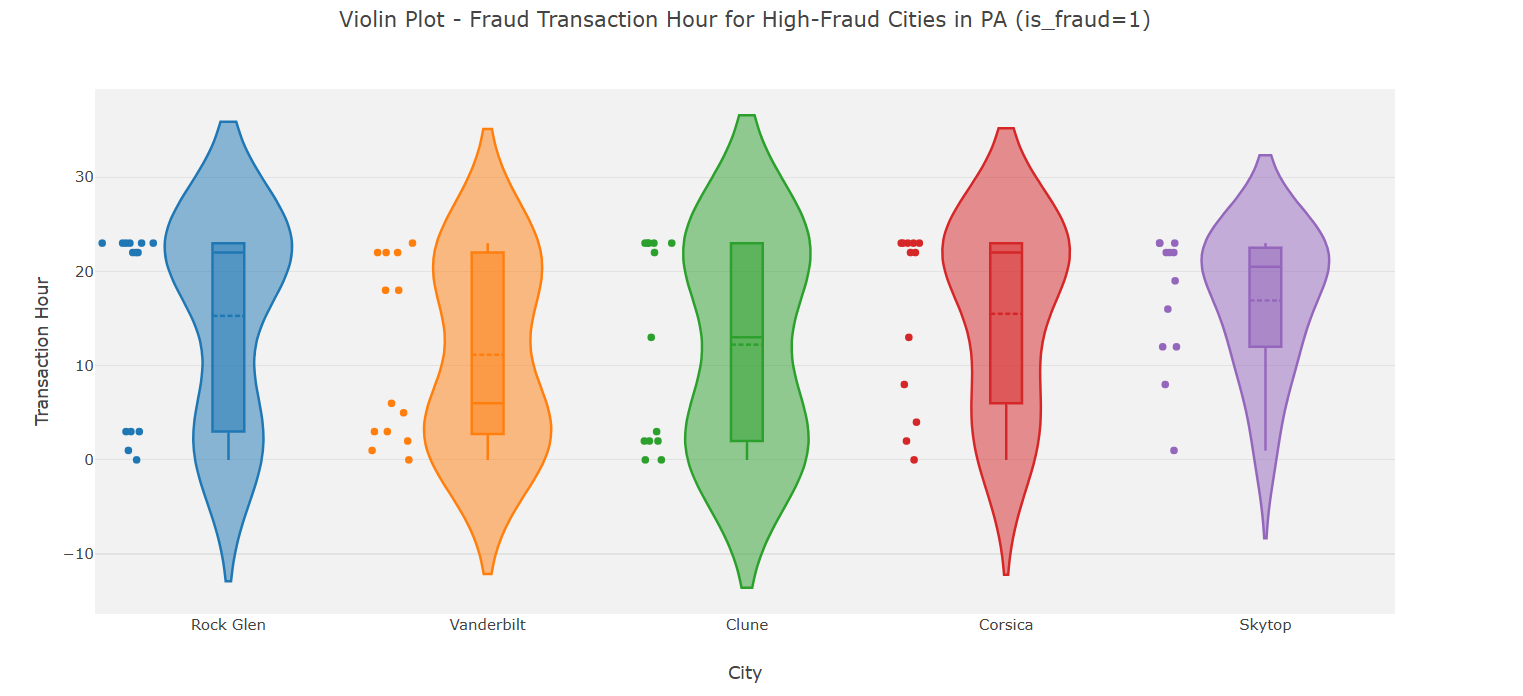 Violin Plot - Fraud Transaction Hour for High-Fraud Cities in PA (is_fraud=1)
30
20
10
0
−10
Transaction Hour
Rock Glen
Vanderbilt
Clune
Corsica
Skytop
City